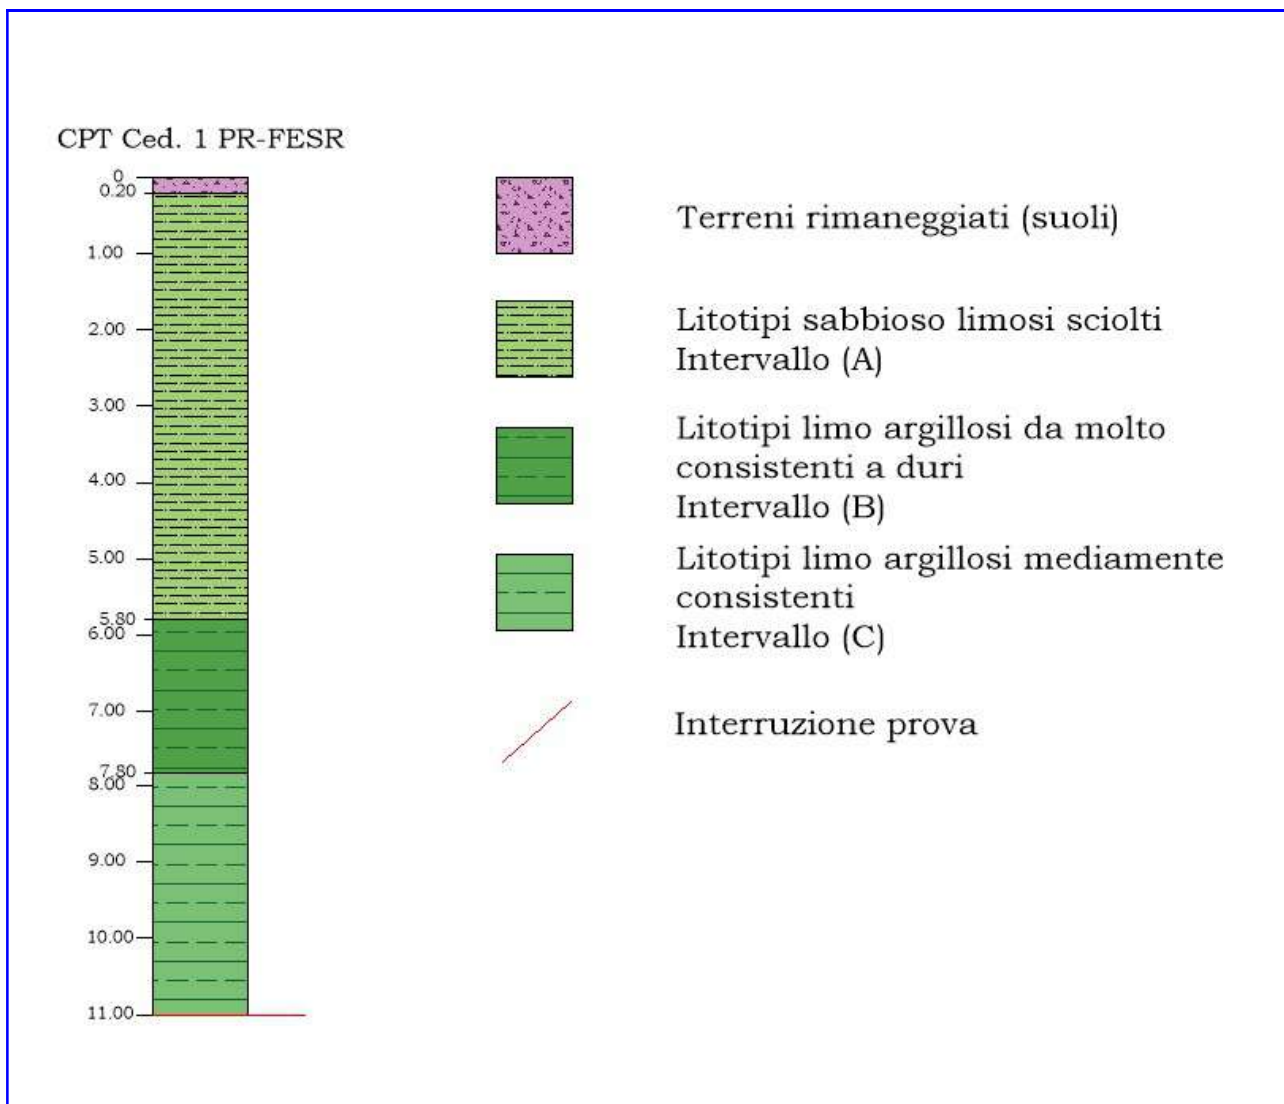 CPT Ced. 1 PR-FESR
0
0.20
1.00
2.00
3.00
4.00
5.00
5.80
6.00
7.00
7.80
8.00
9.00
10.00
11.00
Terreni rimaneggiati (suoli)
Litotipi sabbioso limosi sciolti
Intervallo (A)
Litotipi limo argillosi da molto
consistenti a duri
Intervallo (B)
Litotipi limo argillosi mediamente
consistenti
Intervallo (C)
Interruzione prova